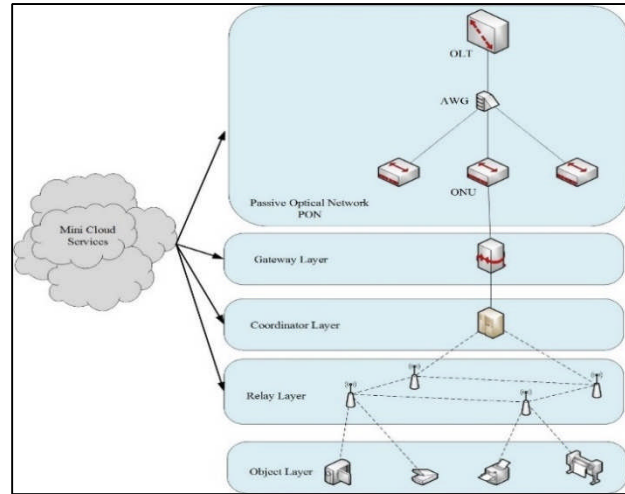 OLT
AWG
ONU
Passive Optical Network
PON
Mini Cloud
Services
Gateway Layer
Coordinator Layer
Relay Layer
Object Layer